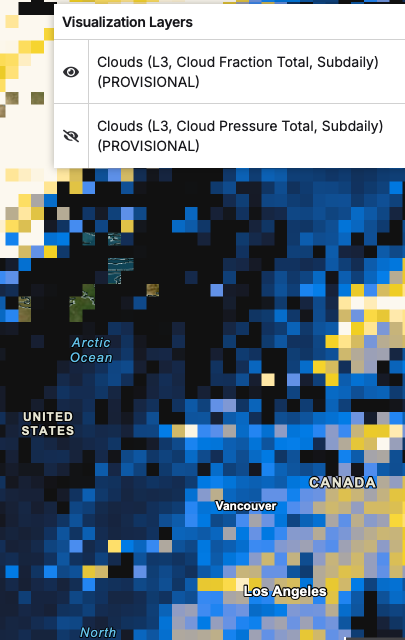 Visualization Layers
Clouds (L3, Cloud Fraction Total, Subdaily)
(PROVISIONAL)
Clouds (L3, Cloud Pressure Total, Subdaily)
(PROVISIONAL)
Arctic
Ocean
UNITED
STATES
CANADA
Vancouver
Los Angeles
North